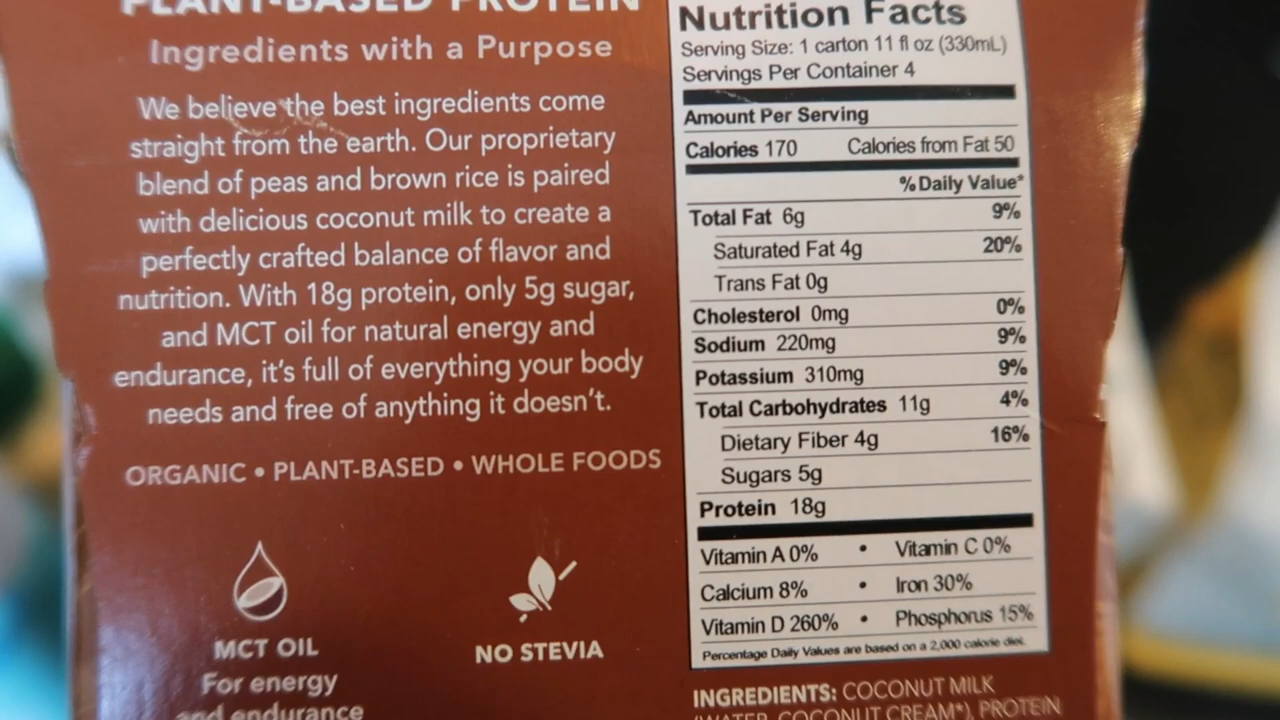 PLANT-BASED PROTEIN
Ingredients with a Purpose
We believe the best ingredients come
straight from the earth. Our proprietary
blend of peas and brown rice is paired
with delicious coconut milk to create a
perfectly crafted balance of flavor and
nutrition. With 18g protein, only 5g sugar,
and MCT oil for natural energy and
endurance, it's full of everything your body
needs and free of anything it doesn't.
ORGANIC • PLANT-BASED • WHOLE FOODS
MCT OIL
For energy
and endurance
NO STEVIA
Nutrition Facts
Serving Size: 1 carton 11 fl oz (330mL)
Servings Per Container 4
Amount Per Serving
Calories 170 Calories from Fat 50
% Daily Value*
Total Fat 6g 9%
Saturated Fat 4g 20%
Trans Fat 0g
Cholesterol 0mg 0%
Sodium 220mg 9%
Potassium 310mg 9%
Total Carbohydrates 11g 4%
Dietary Fiber 4g 16%
Sugars 5g
Protein 18g
Vitamin A 0% • Vitamin C 0%
Calcium 8% • Iron 30%
Vitamin D 260% • Phosphorus 15%
Percentage Daily Values are based on a 2,000 calorie diet.
INGREDIENTS: COCONUT MILK
(WATER, COCONUT CREAM*), PROTEIN